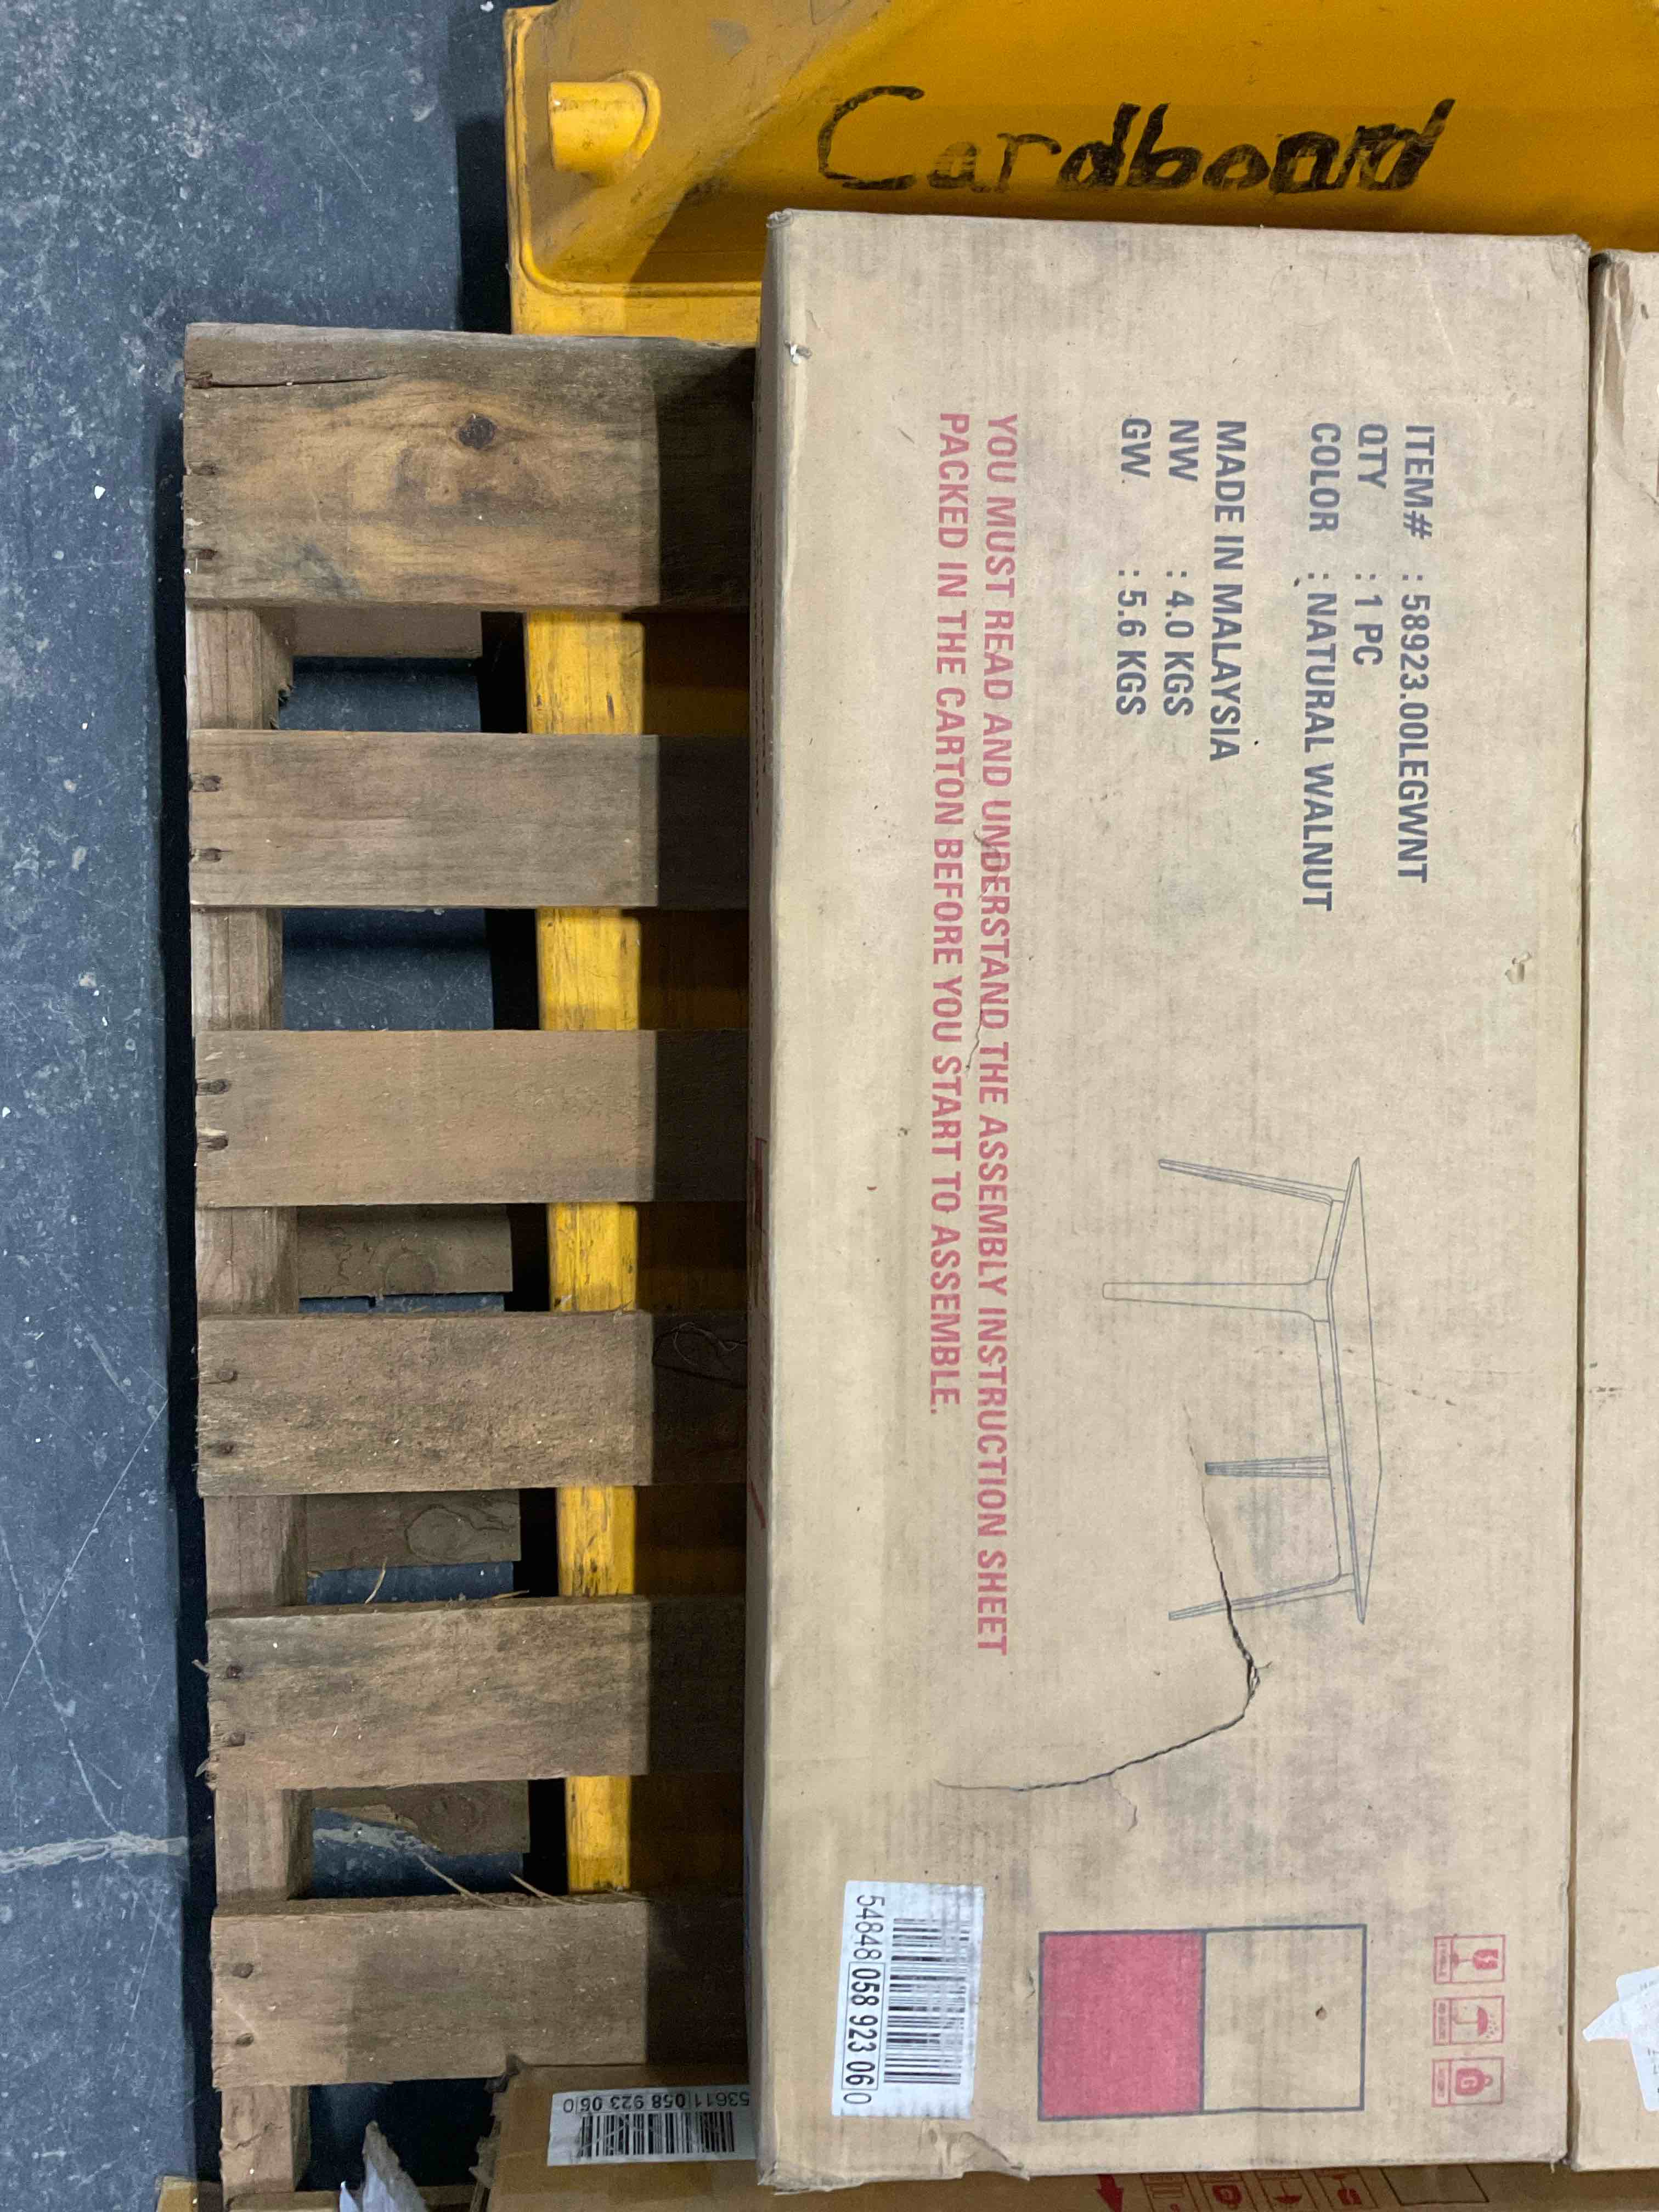 Cardboard
ITEM# : 58923.00LEGWNT
QTY : 1 PC
COLOR : NATURAL WALNUT
MADE IN MALAYSIA
NW : 4.0 KGS
GW : 5.6 KGS
YOU MUST READ AND UNDERSTAND THE ASSEMBLY INSTRUCTION SHEET
PACKED IN THE CARTON BEFORE YOU START TO ASSEMBLE.
54848 058 923 06 0
53611 058 923 06 0